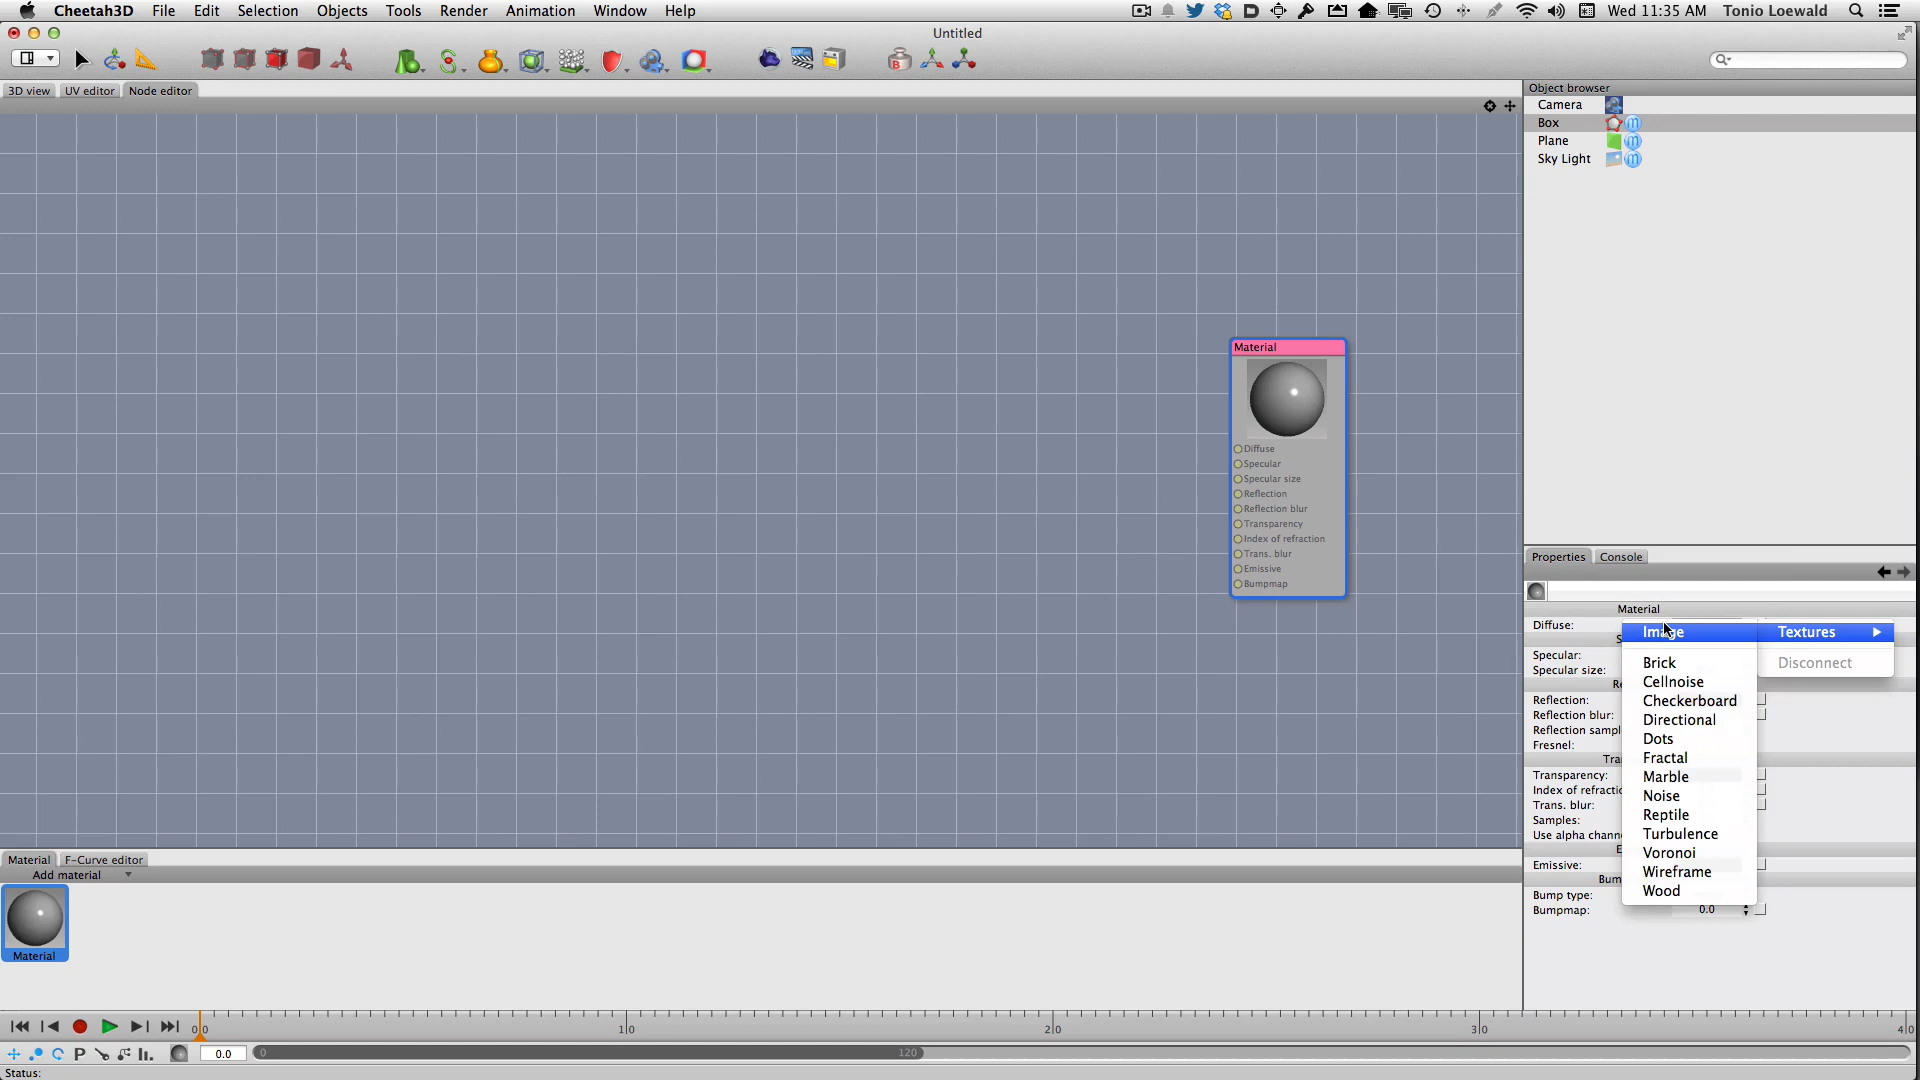 Cheetah3D File Edit Selection Objects Tools Render Animation Window Help Wed 11:35 AM Tonio Loewald
Untitled
3D view UV editor Node editor
Object browser
Camera
Box
Plane
Sky Light
Material
Diffuse
Specular
Specular size
Reflection
Reflection blur
Transparency
Index of refraction
Trans. blur
Emissive
Bumpmap
Properties Console
Material
Diffuse:
Specular:
Specular size:
Reflection:
Reflection blur:
Reflection sampl
Fresnel:
Transparency:
Index of refractio
Trans. blur:
Samples:
Use alpha chann
Emissive:
Bum
Bump type:
Bumpmap: 0.0
Textures
Disconnect
Image
Brick
Cellnoise
Checkerboard
Directional
Dots
Fractal
Marble
Noise
Reptile
Turbulence
Voronoi
Wireframe
Wood
Material F-Curve editor
Add material
Material
0.0 1.0 2.0 3.0 4.0
0.0 0 120
Status: